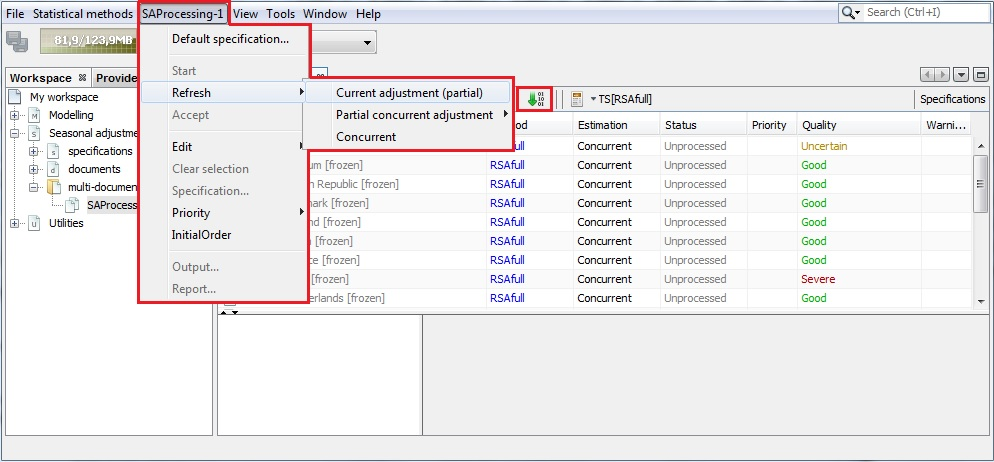 File Statistical methods SAProcessing-1 View Tools Window Help Search (Ctrl+I)
81,9/123,9MB
Default specification...
Start
Refresh
Accept
Edit
Clear selection
Specification...
Priority
InitialOrder
Output...
Report...
Current adjustment (partial)
Partial concurrent adjustment
Concurrent
Workspace Provide
My workspace
Modelling
Seasonal adjustme
specifications
documents
multi-documen
SAProcess
Utilities
TS[RSAfull] Specifications
od Estimation Status Priority Quality Warni...
full Concurrent Unprocessed Uncertain
um [frozen] RSAfull Concurrent Unprocessed Good
h Republic [frozen] RSAfull Concurrent Unprocessed Good
mark [frozen] RSAfull Concurrent Unprocessed Good
nd [frozen] RSAfull Concurrent Unprocessed Good
[frozen] RSAfull Concurrent Unprocessed Good
ce [frozen] RSAfull Concurrent Unprocessed Good
[frozen] RSAfull Concurrent Unprocessed Severe
erlands [frozen] RSAfull Concurrent Unprocessed Good